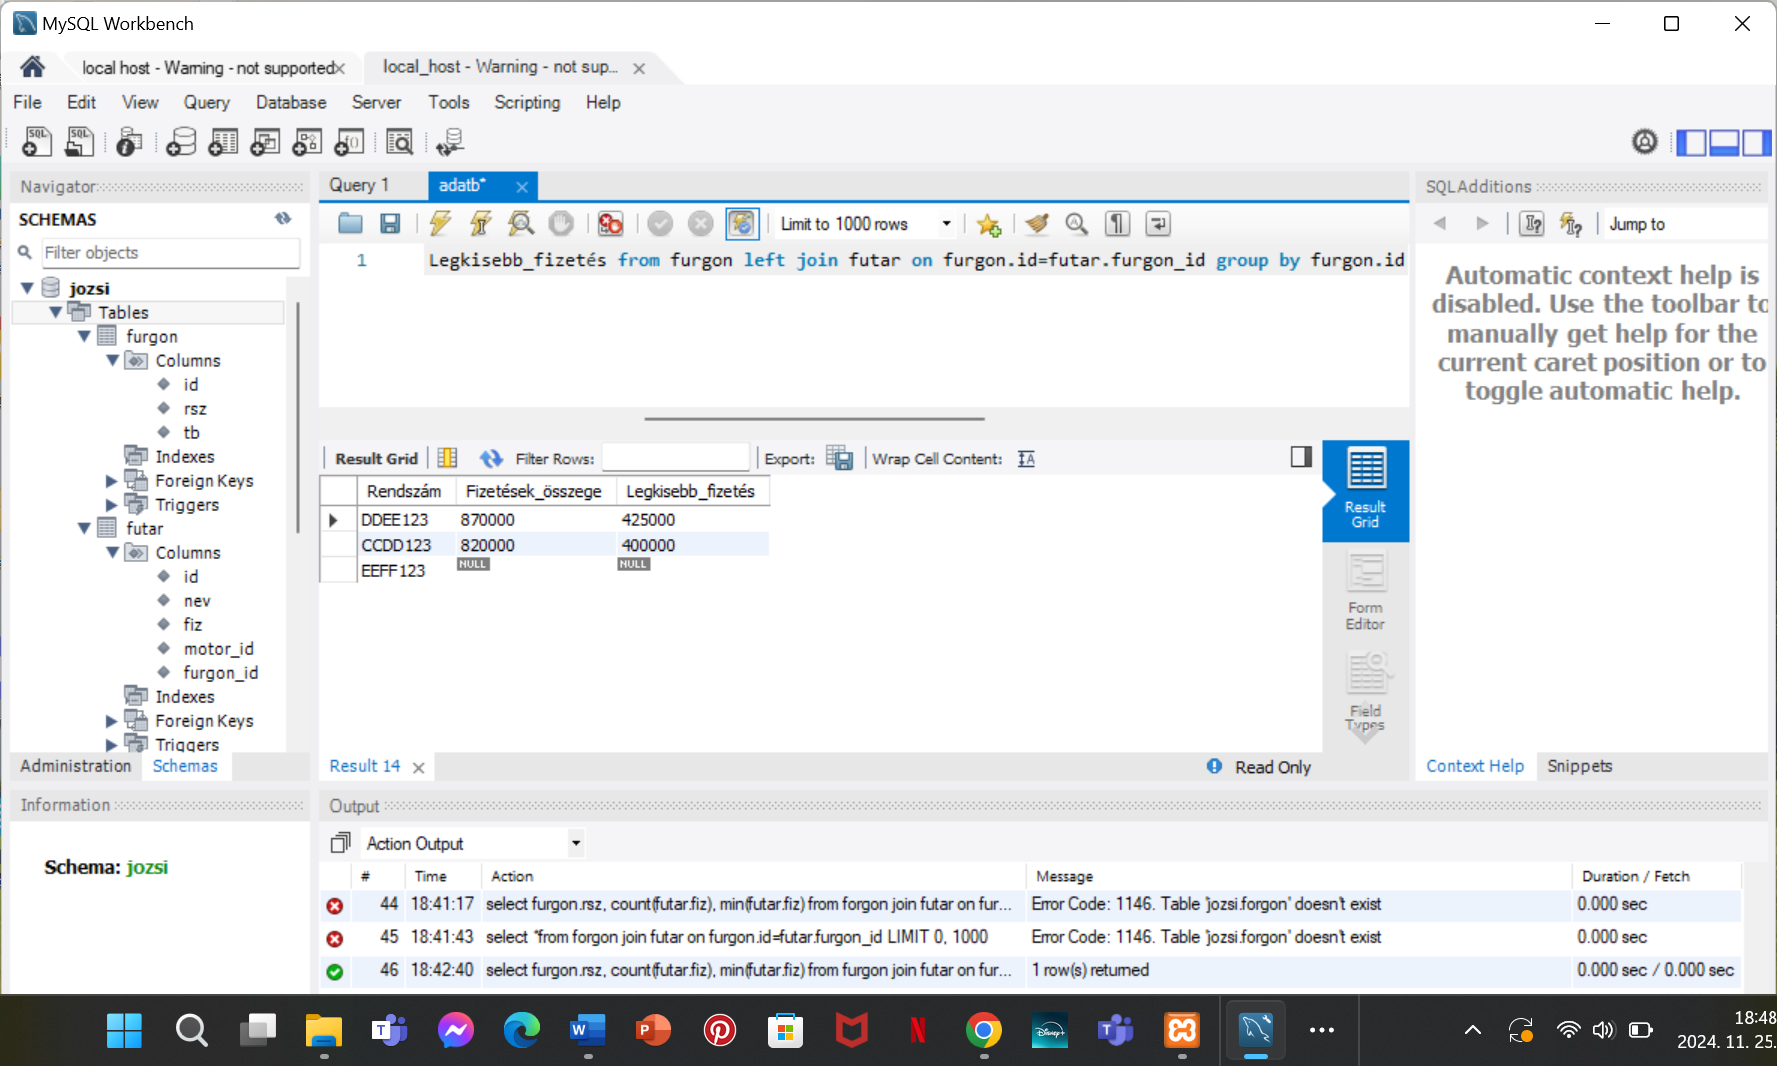 MySQL Workbench
local host - Warning - not supported
local_host - Warning - not sup...
File Edit View Query Database Server Tools Scripting Help
Navigator
SCHEMAS
Filter objects
jozsi
Tables
furgon
Columns
id
rsz
tb
Indexes
Foreign Keys
Triggers
futar
Columns
id
nev
fiz
motor_id
furgon_id
Indexes
Foreign Keys
Triggers
Administration Schemas
Information
Schema: jozsi
Query 1 adatb*
Limit to 1000 rows
1 Legkisebb_fizetés from furgon left join futar on furgon.id=futar.furgon_id group by furgon.id
Result Grid Filter Rows: Export: Wrap Cell Content:
Rendszám Fizetések_összege Legkisebb_fizetés
DDEE123 870000 425000
CCDD123 820000 400000
EEFF123 NULL NULL
Result Grid
Form Editor
Field Types
Result 14
Read Only
SQLAdditions
Jump to
Automatic context help is
disabled. Use the toolbar to
manually get help for the
current caret position or to
toggle automatic help.
Context Help Snippets
Output
Action Output
# Time Action Message Duration / Fetch
44 18:41:17 select furgon.rsz, count(futar.fiz), min(futar.fiz) from forgon join futar on fur... Error Code: 1146. Table 'jozsi.forgon' doesn't exist 0.000 sec
45 18:41:43 select *from forgon join futar on furgon.id=futar.furgon_id LIMIT 0, 1000 Error Code: 1146. Table 'jozsi.forgon' doesn't exist 0.000 sec
46 18:42:40 select furgon.rsz, count(futar.fiz), min(futar.fiz) from furgon join futar on fur... 1 row(s) returned 0.000 sec / 0.000 sec
18:48
2024. 11. 25.